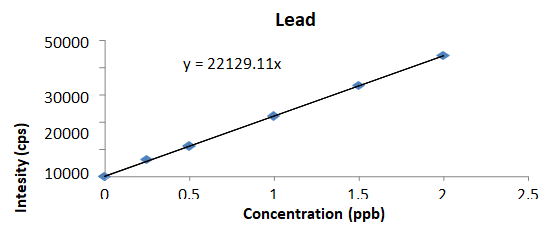 Lead
50000
y = 22129.11x
30000
20000
10000
0 0.5 1 1.5 2 2.5
Intesity (cps)
Concentration (ppb)